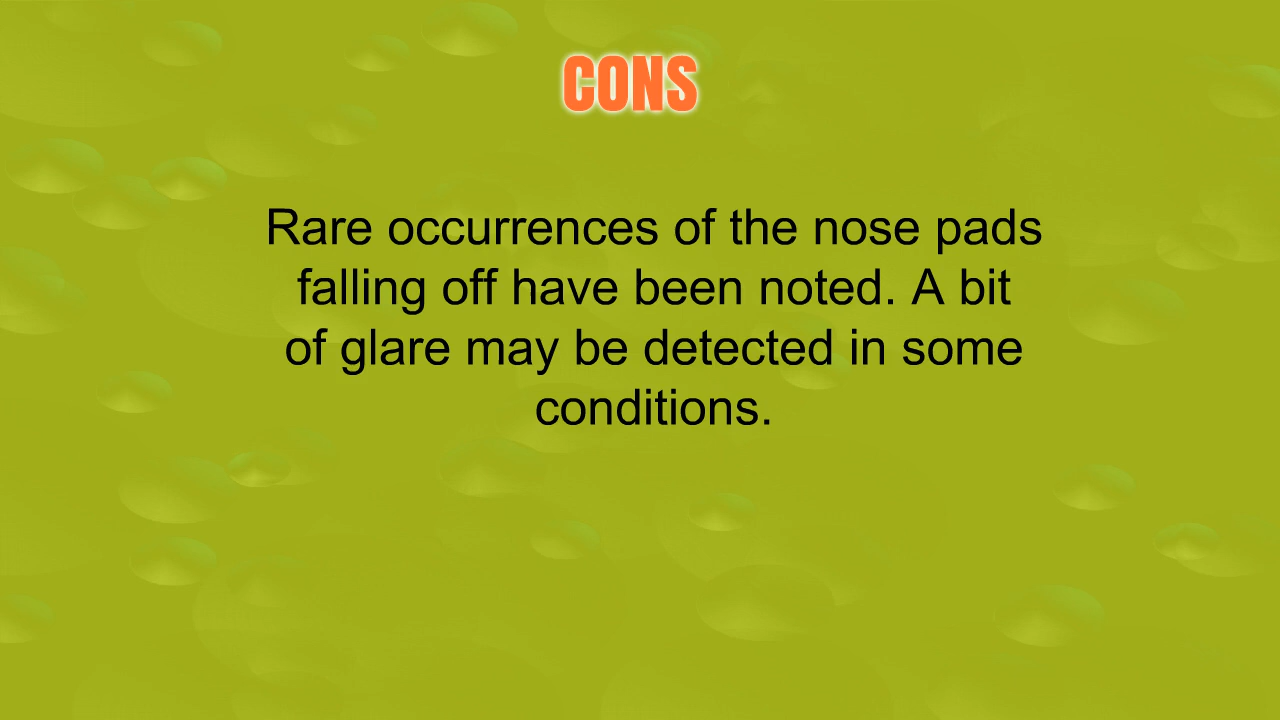 CONS
Rare occurrences of the nose pads
falling off have been noted. A bit
of glare may be detected in some
conditions.